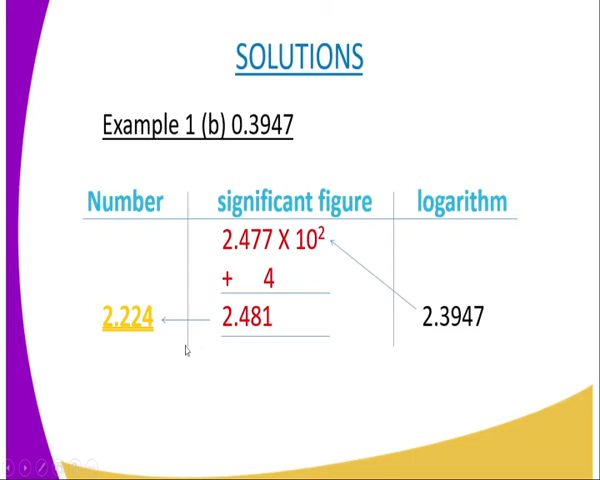 SOLUTIONS
Example 1 (b) 0.3947
Number significant figure logarithm
2.477 X 10²
+ 4
2.224 2.481 2.3947